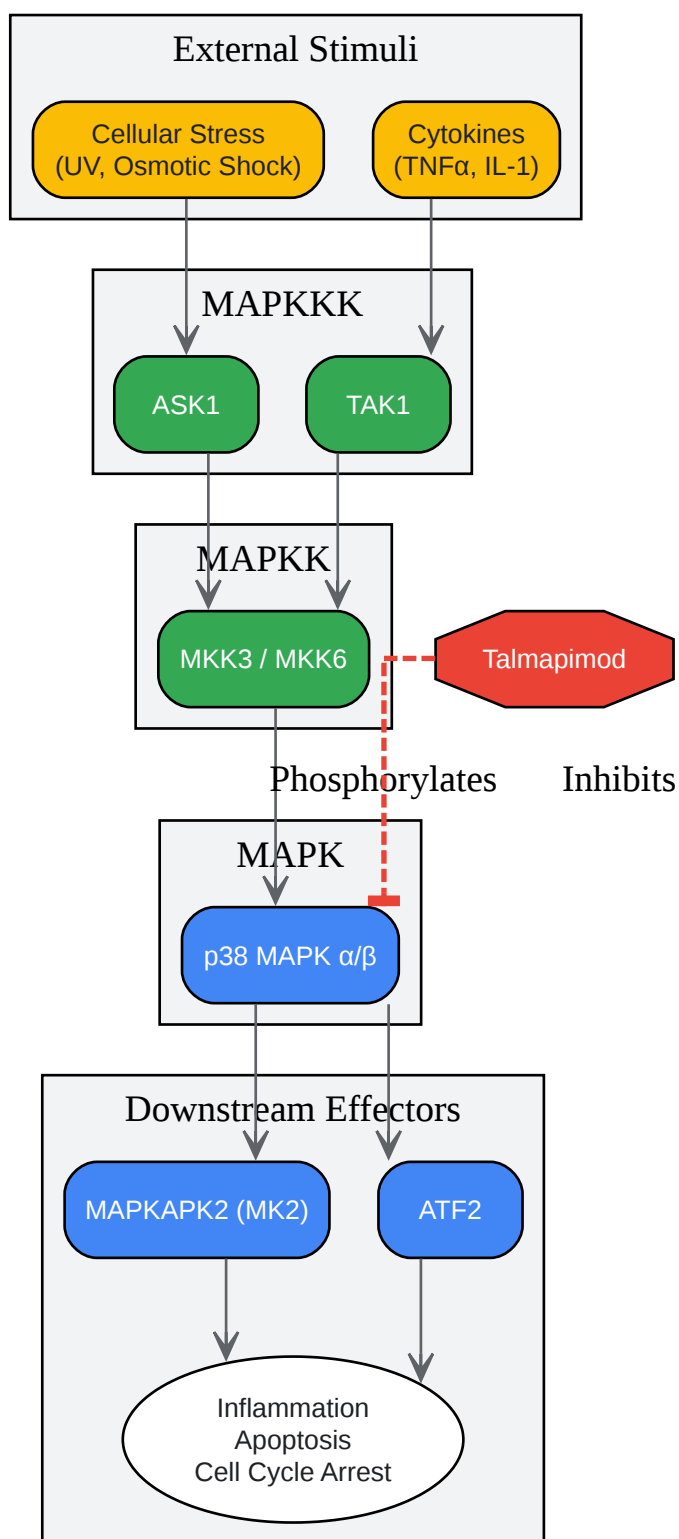 External Stimuli
Cellular Stress
(UV, Osmotic Shock)
Cytokines
(TNFα, IL-1)
MAPKKK
ASK1
TAK1
MAPKK
MKK3 / MKK6
Talmapimod
Phosphorylates
Inhibits
MAPK
p38 MAPK α/β
Downstream Effectors
MAPKAPK2 (MK2)
ATF2
Inflammation
Apoptosis
Cell Cycle Arrest